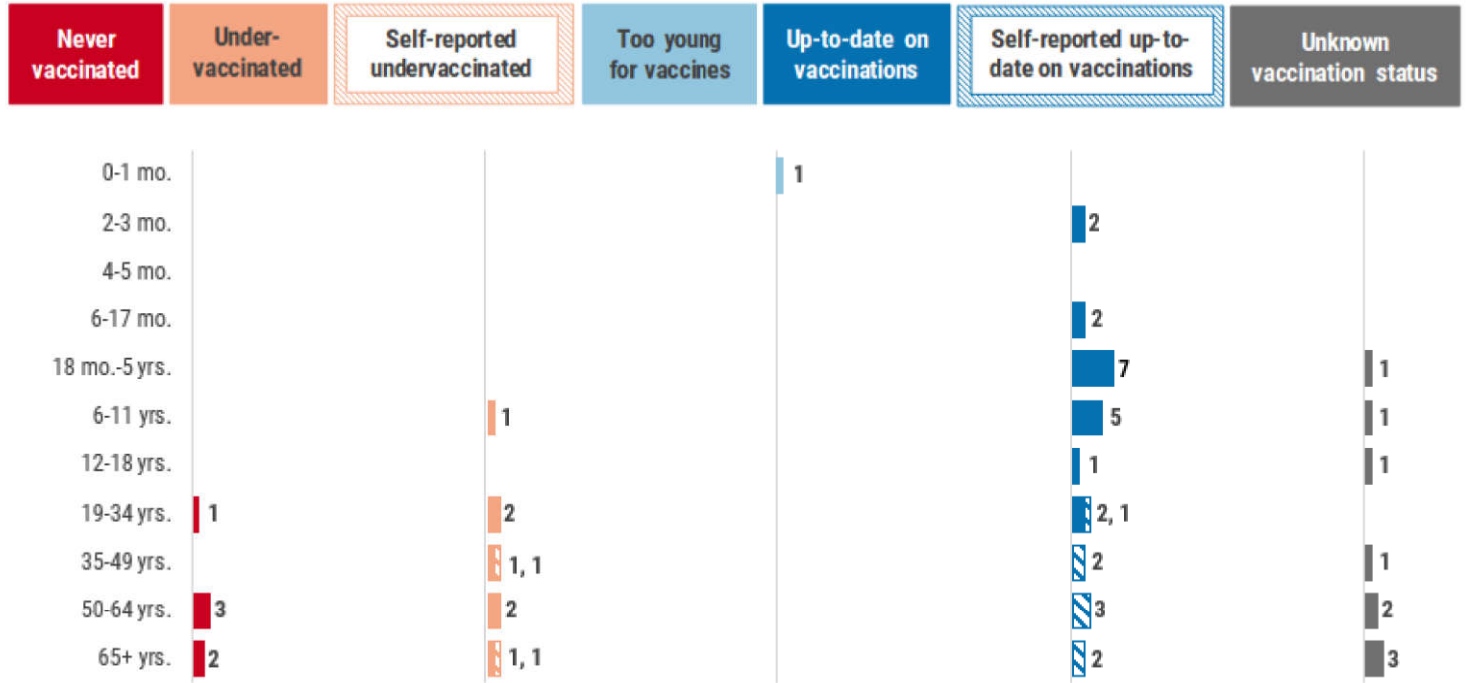 Never
vaccinated
Under-
vaccinated
Self-reported
undervaccinated
Too young
for vaccines
Up-to-date on
vaccinations
Self-reported up-to-
date on vaccinations
Unknown
vaccination status
0-1 mo. 1
2-3 mo. 2
4-5 mo.
6-17 mo. 2
18 mo.-5 yrs. 7 1
6-11 yrs. 1 5 1
12-18 yrs. 1 1
19-34 yrs. 1 2 2, 1
35-49 yrs. 1, 1 2 1
50-64 yrs. 3 2 3 2
65+ yrs. 2 1, 1 2 3